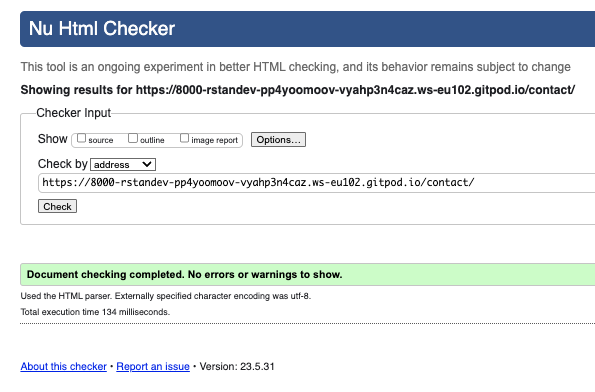 Nu Html Checker
This tool is an ongoing experiment in better HTML checking, and its behavior remains subject to change
Showing results for https://8000-rstandev-pp4yoomoov-vyahp3n4caz.ws-eu102.gitpod.io/contact/
Checker Input
Show source outline image report Options...
Check by address
https://8000-rstandev-pp4yoomoov-vyahp3n4caz.ws-eu102.gitpod.io/contact/
Check
Document checking completed. No errors or warnings to show.
Used the HTML parser. Externally specified character encoding was utf-8.
Total execution time 134 milliseconds.
About this checker • Report an issue • Version: 23.5.31